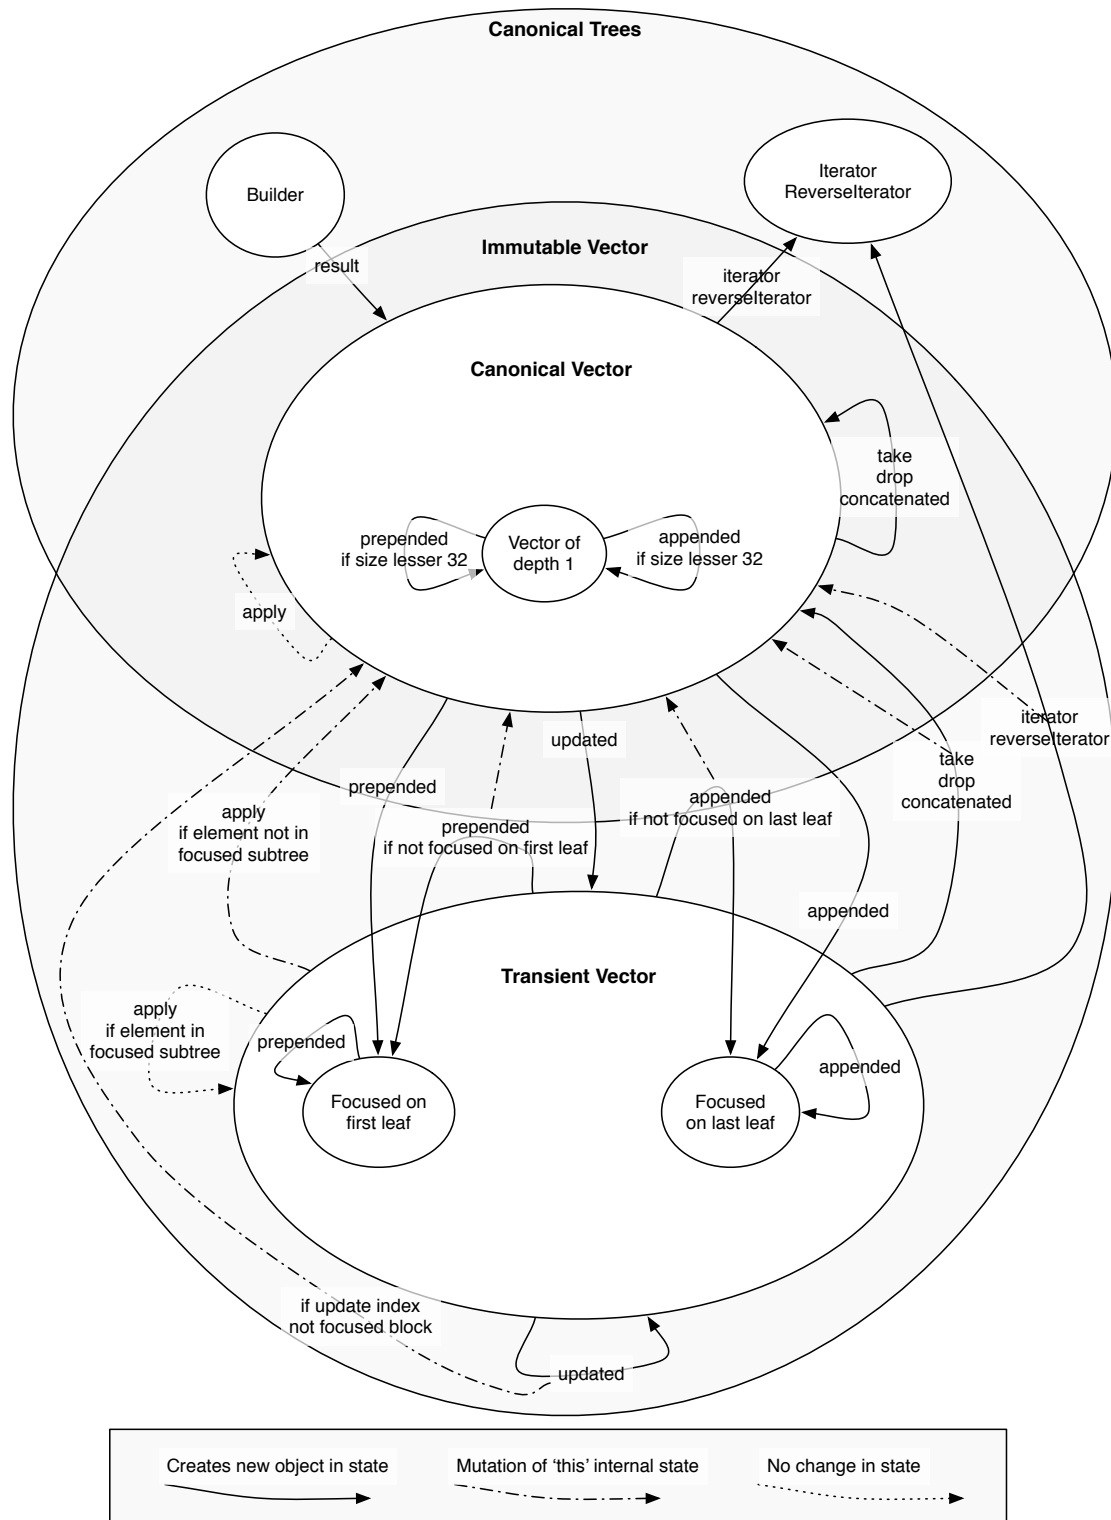 Canonical Trees
Builder
Iterator
ReverseIterator
Immutable Vector
result
iterator
reverseIterator
Canonical Vector
take
drop
concatenated
prepended
if size lesser 32
Vector of
depth 1
appended
if size lesser 32
apply
iterator
reverseIterator
updated
take
drop
concatenated
prepended
apply
if element not in
focused subtree
prepended
if not focused on first leaf
appended
if not focused on last leaf
appended
Transient Vector
apply
if element in
focused subtree
prepended
appended
Focused on
first leaf
Focused
on last leaf
if update index
not focused block
updated
Creates new object in state
Mutation of ‘this’ internal state
No change in state